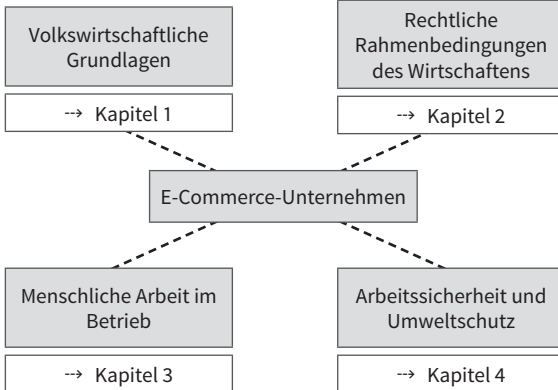 Volkswirtschaftliche
Grundlagen
⇢ Kapitel 1
Rechtliche
Rahmenbedingungen
des Wirtschaftens
⇢ Kapitel 2
E-Commerce-Unternehmen
Menschliche Arbeit im
Betrieb
⇢ Kapitel 3
Arbeitssicherheit und
Umweltschutz
⇢ Kapitel 4